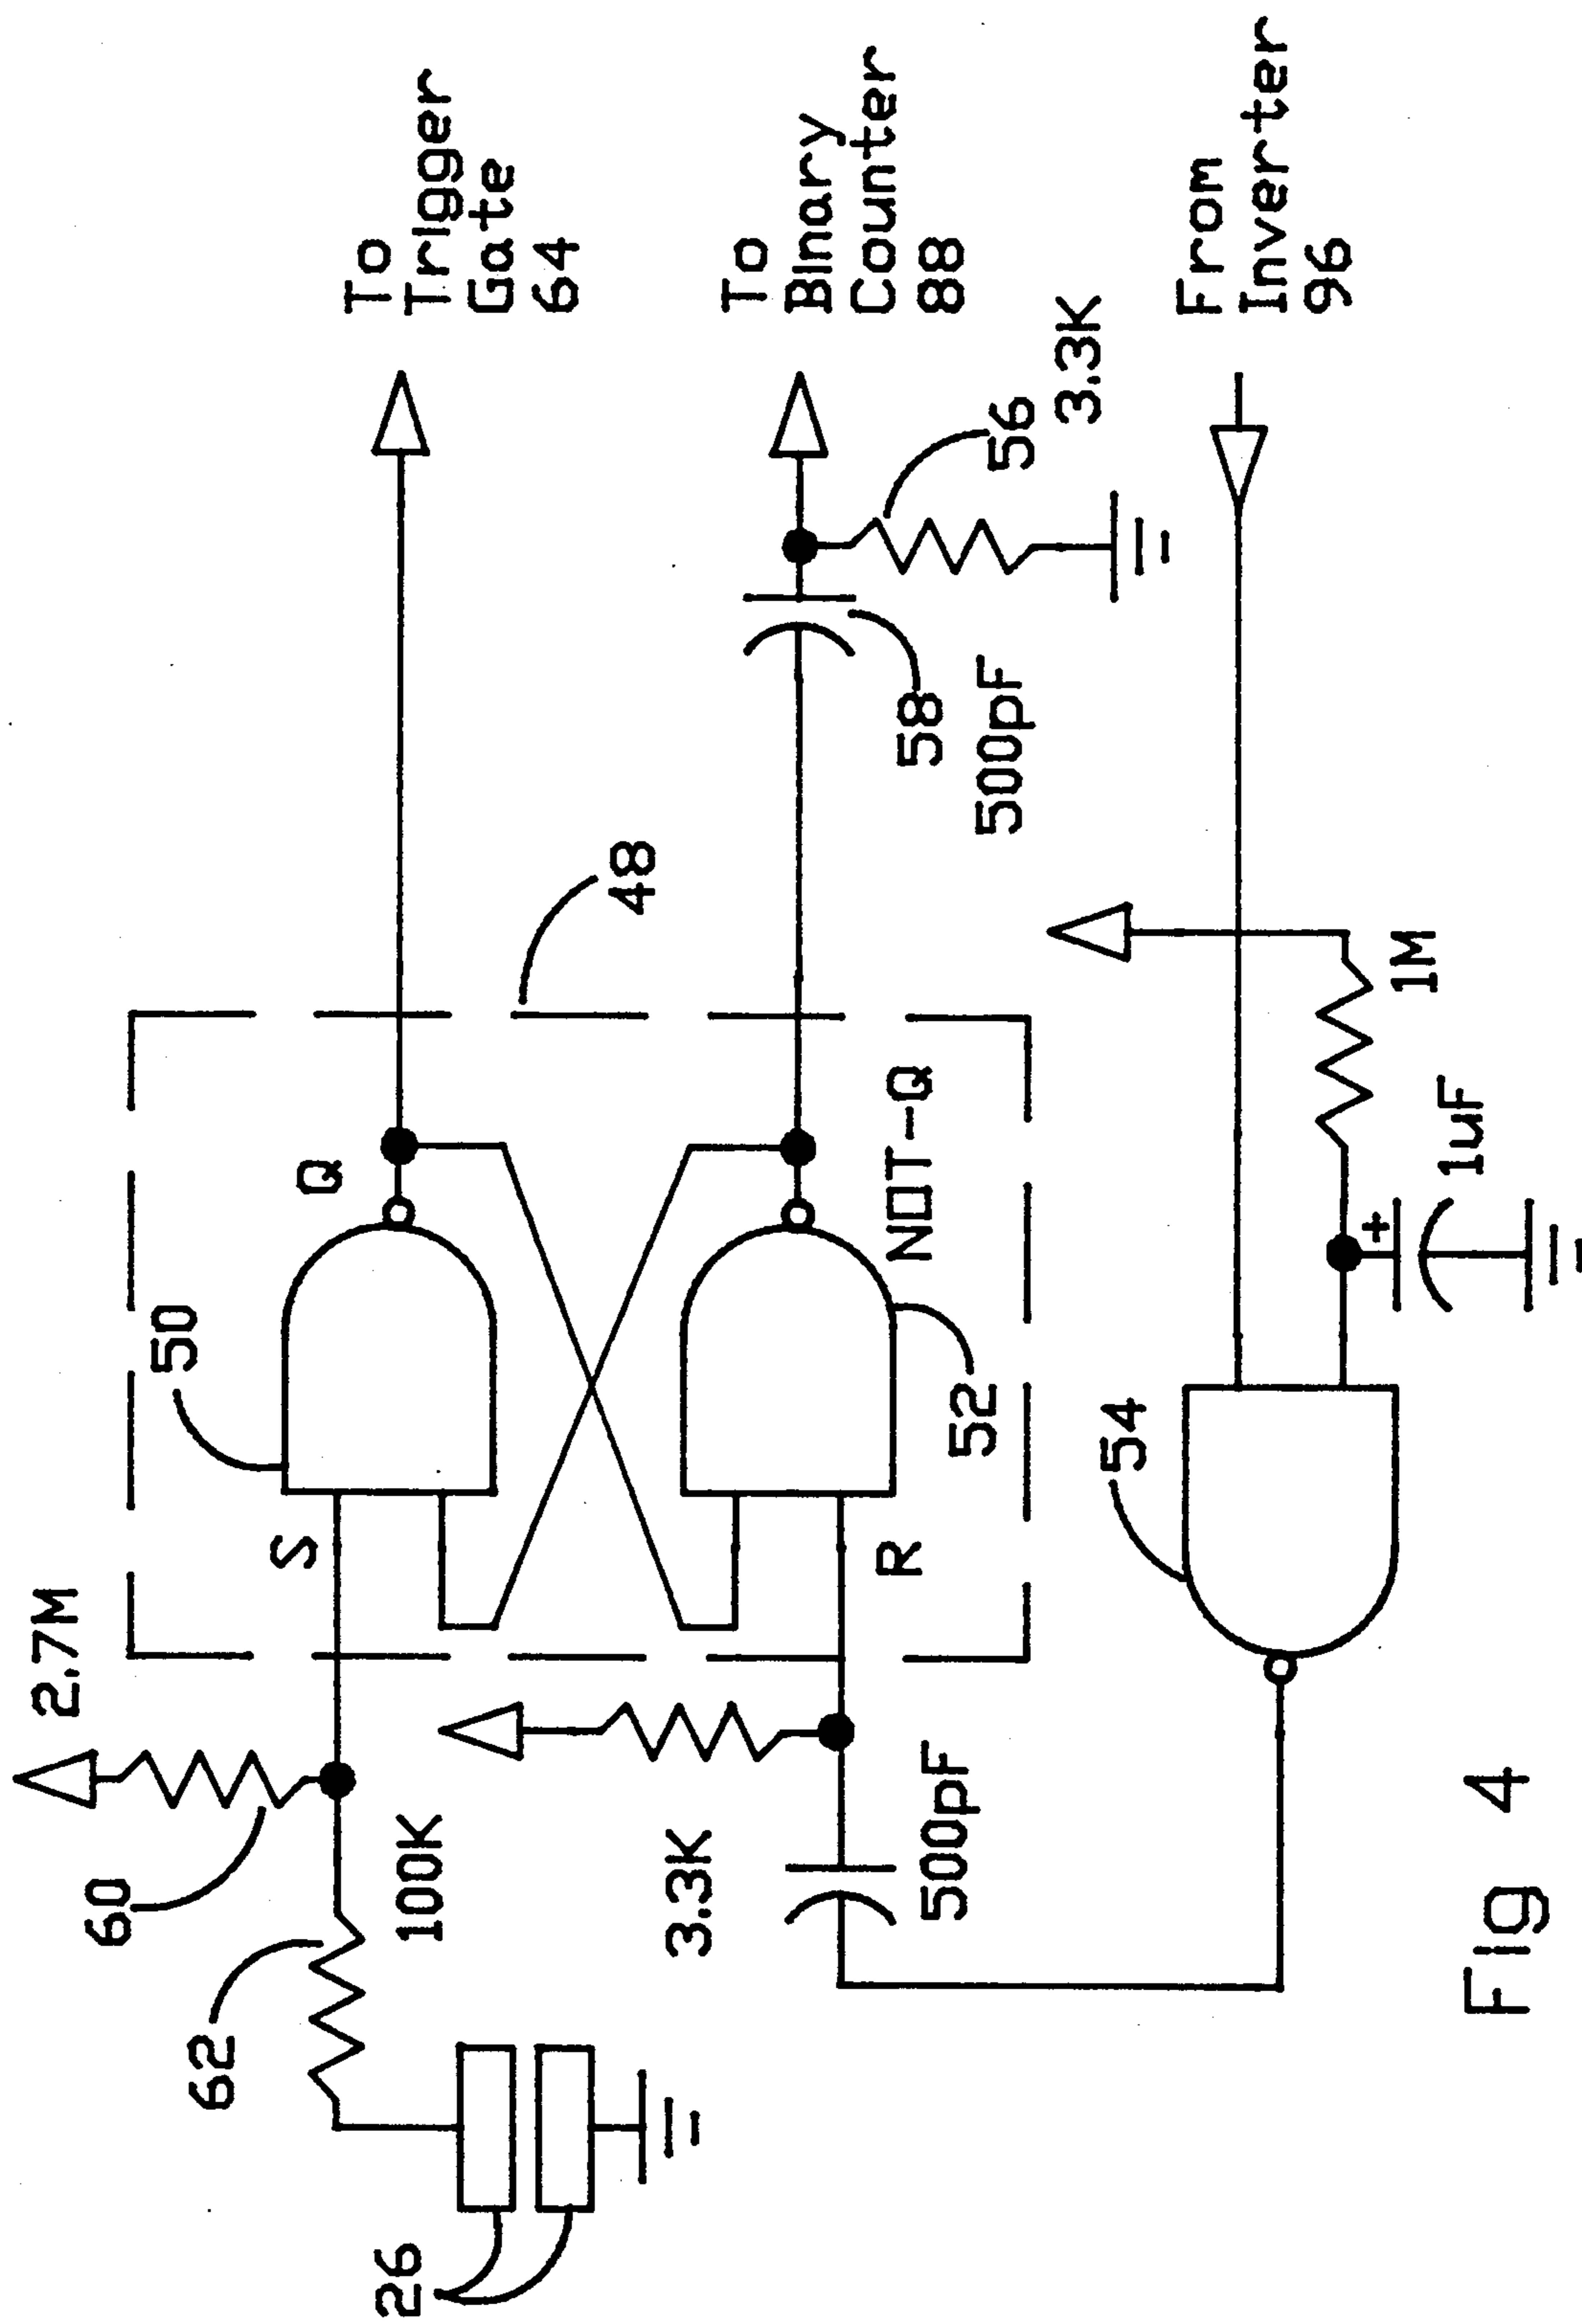 2.7M
60
62
100K
26
S
50
Q
48
To
Trigger
Gate
64
3.3K
500pF
R
52
NOT-Q
58
500pF
56
3.3K
To
Binary
Counter
88
54
1uF
+
1M
From
Inverter
96
Fig 4